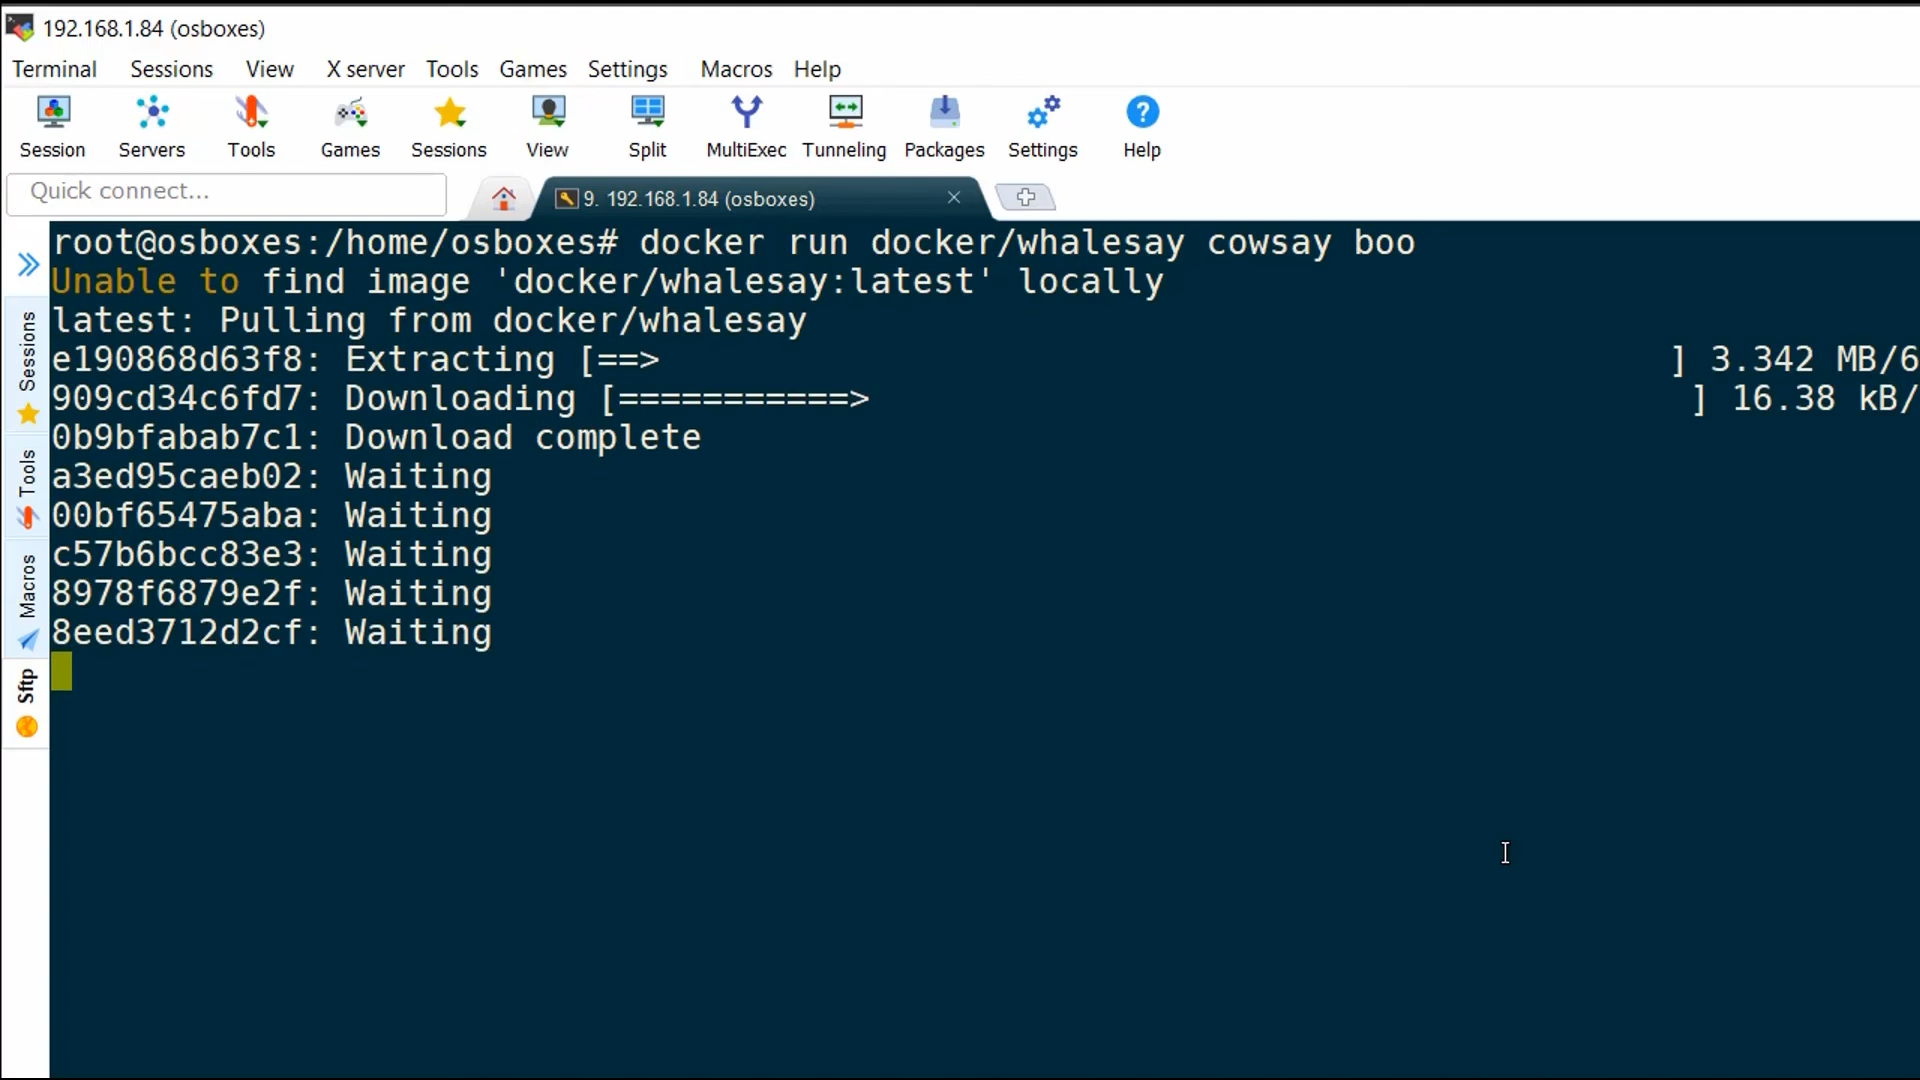 192.168.1.84 (osboxes)
Terminal Sessions View X server Tools Games Settings Macros Help
Session Servers Tools Games Sessions View Split MultiExec Tunneling Packages Settings Help
Quick connect...
9. 192.168.1.84 (osboxes)
root@osboxes:/home/osboxes# docker run docker/whalesay cowsay boo
Unable to find image 'docker/whalesay:latest' locally
latest: Pulling from docker/whalesay
e190868d63f8: Extracting [==> ] 3.342 MB/6
909cd34c6fd7: Downloading [===========> ] 16.38 kB/
0b9bfabab7c1: Download complete
a3ed95caeb02: Waiting
00bf65475aba: Waiting
c57b6bcc83e3: Waiting
8978f6879e2f: Waiting
8eed3712d2cf: Waiting
Sessions
Tools
Macros
Sftp